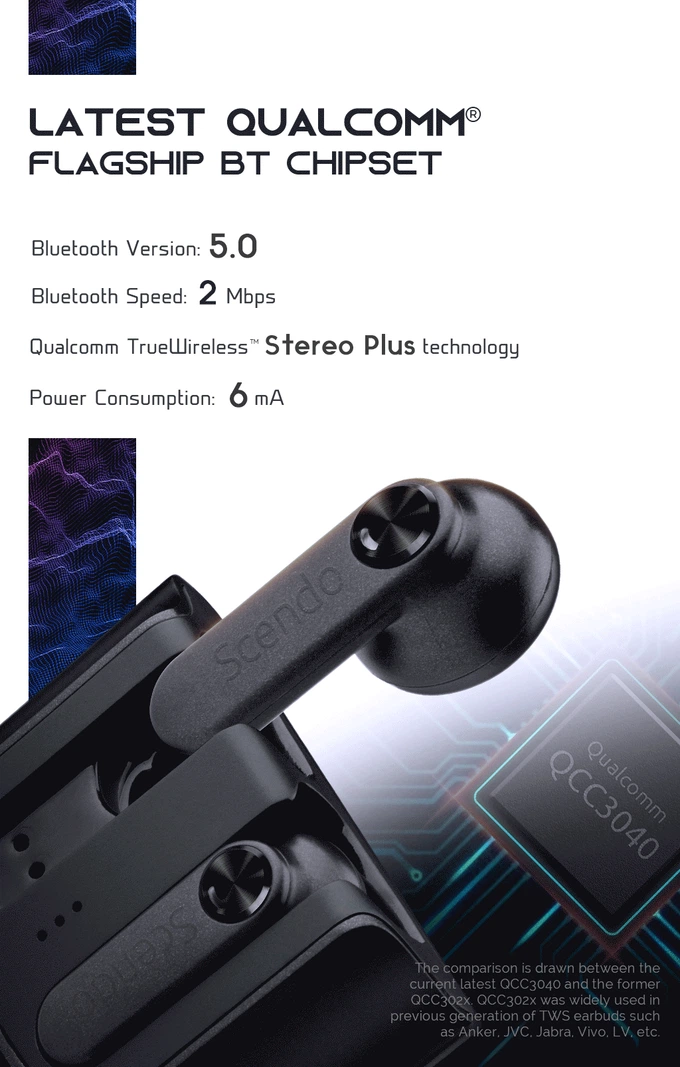 LATEST QUALCOMM®
FLAGSHIP BT CHIPSET
Bluetooth Version: 5.0
Bluetooth Speed: 2 Mbps
Qualcomm TrueWireless™ Stereo Plus technology
Power Consumption: 6 mA
Scendo
Qualcomm
QCC3040
Scendo
The comparison is drawn between the
current latest QCC3040 and the former
QCC302x. QCC302x was widely used in
previous generation of TWS earbuds such
as Anker, JVC, Jabra, Vivo, LV, etc.